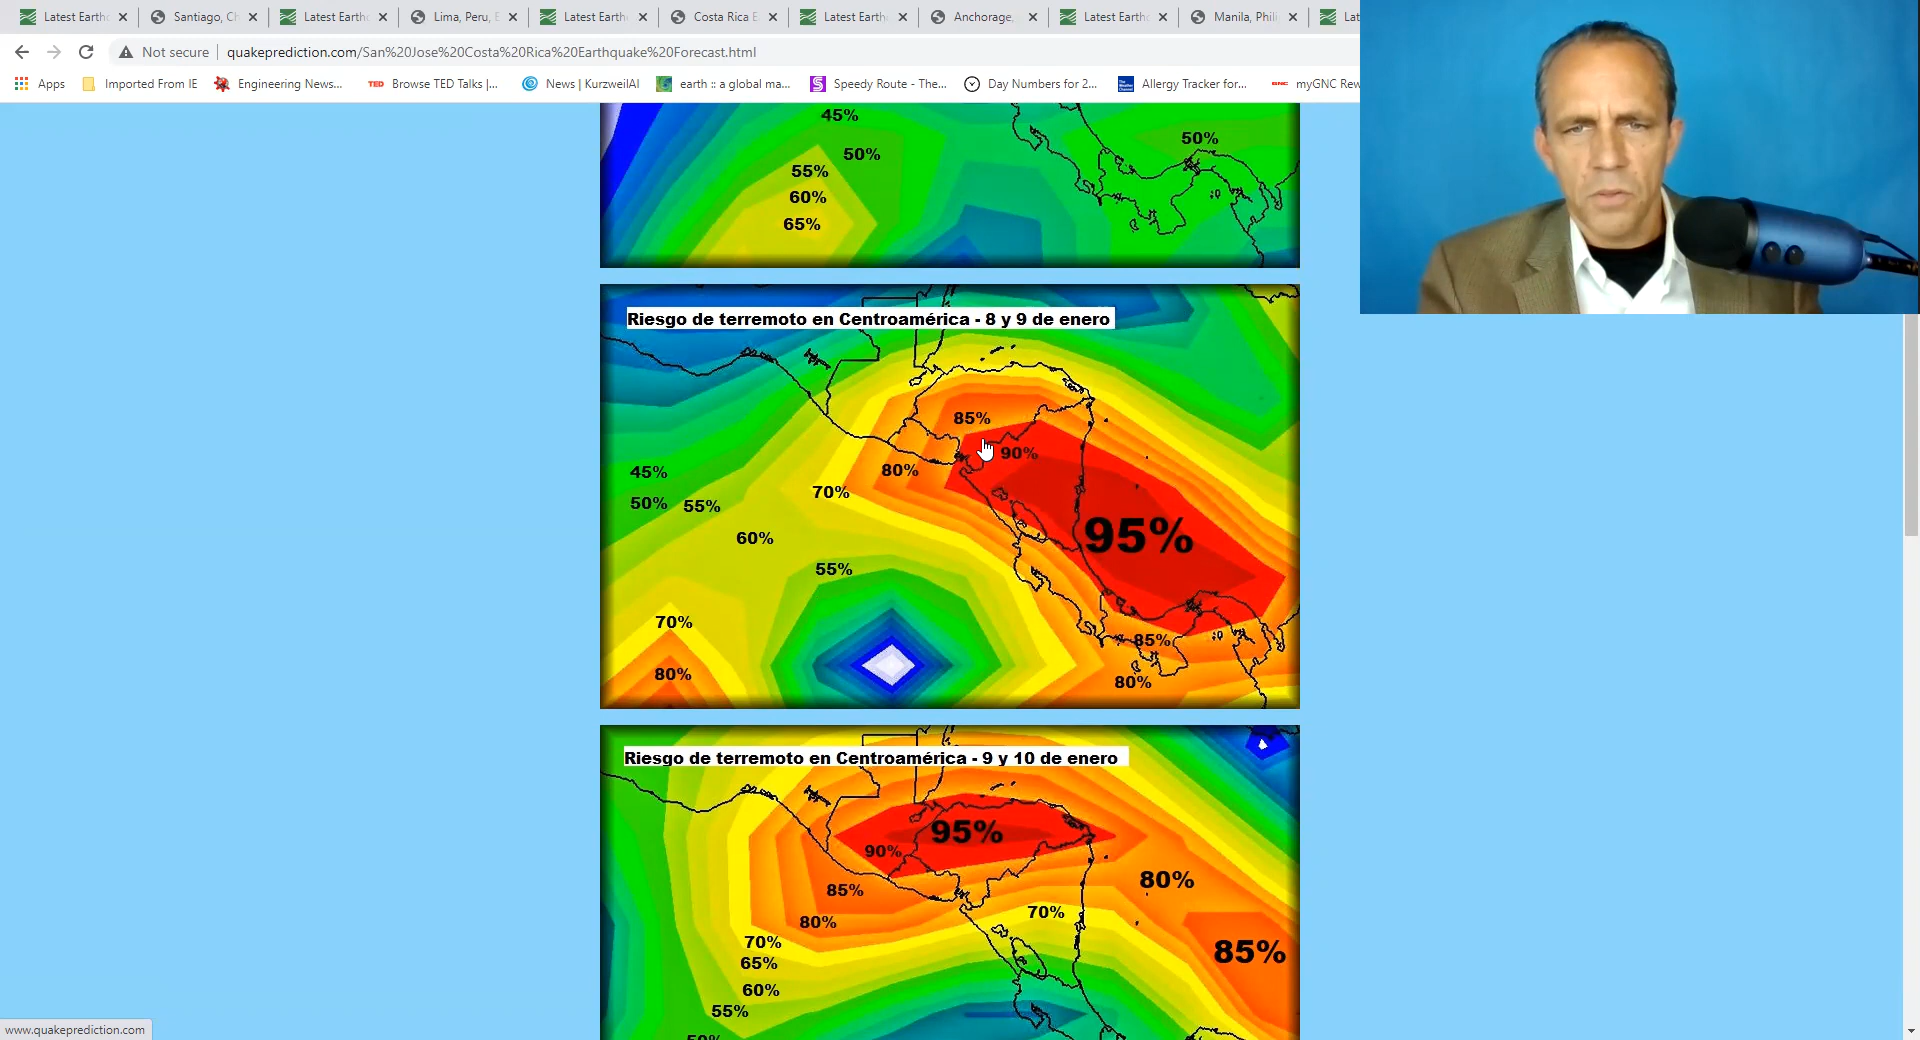 Latest Earth
Santiago, Ch
Latest Earth
Lima, Peru, E
Latest Earth
Costa Rica E
Latest Earth
Anchorage,
Latest Earth
Manila, Phili
Lat
Not secure
quakeprediction.com/San%20Jose%20Costa%20Rica%20Earthquake%20Forecast.html
Apps
Imported From IE
Engineering News...
TED
Browse TED Talks |...
News | KurzweilAI
earth :: a global ma...
Speedy Route - The...
Day Numbers for 2...
Allergy Tracker for...
GNC
myGNC Rew
45%
50%
50%
55%
60%
65%
Riesgo de terremoto en Centroamérica - 8 y 9 de enero
85%
90%
45%
80%
70%
50%
55%
95%
60%
55%
70%
85%
80%
80%
Riesgo de terremoto en Centroamérica - 9 y 10 de enero
95%
90%
80%
85%
70%
80%
70%
85%
65%
60%
55%
50%
www.quakeprediction.com